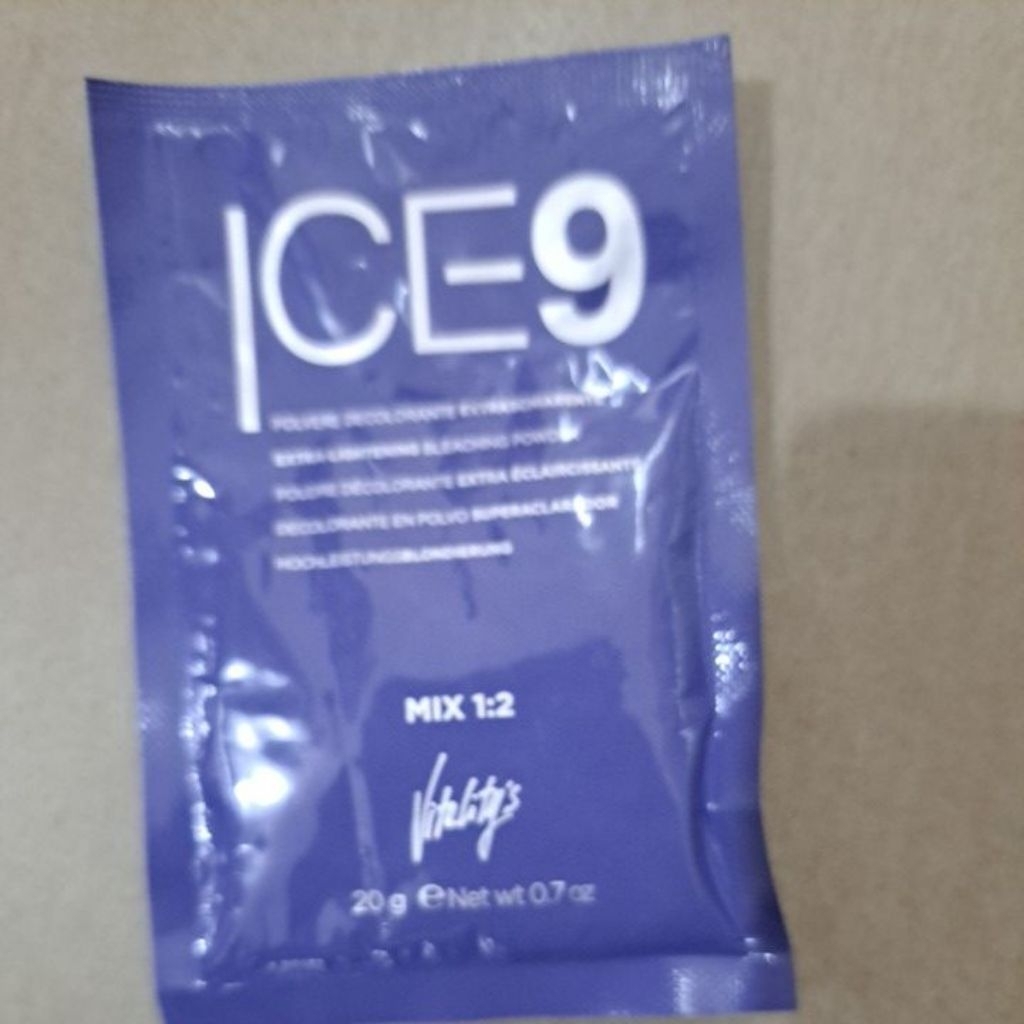 ICE9
POLVERE DECOLORANTE EXTRASCHIARENTE
EXTRA-LIGHTENING BLEACHING POWDER
POUDRE DÉCOLORANTE EXTRA ÉCLAIRCISSANTE
DECOLORANTE EN POLVO SUPERACLARADOR
HOCHLEISTUNGSBLONDIERUNG
MIX 1:2
Vitality's
20 g ℮ Net wt 0.7 oz